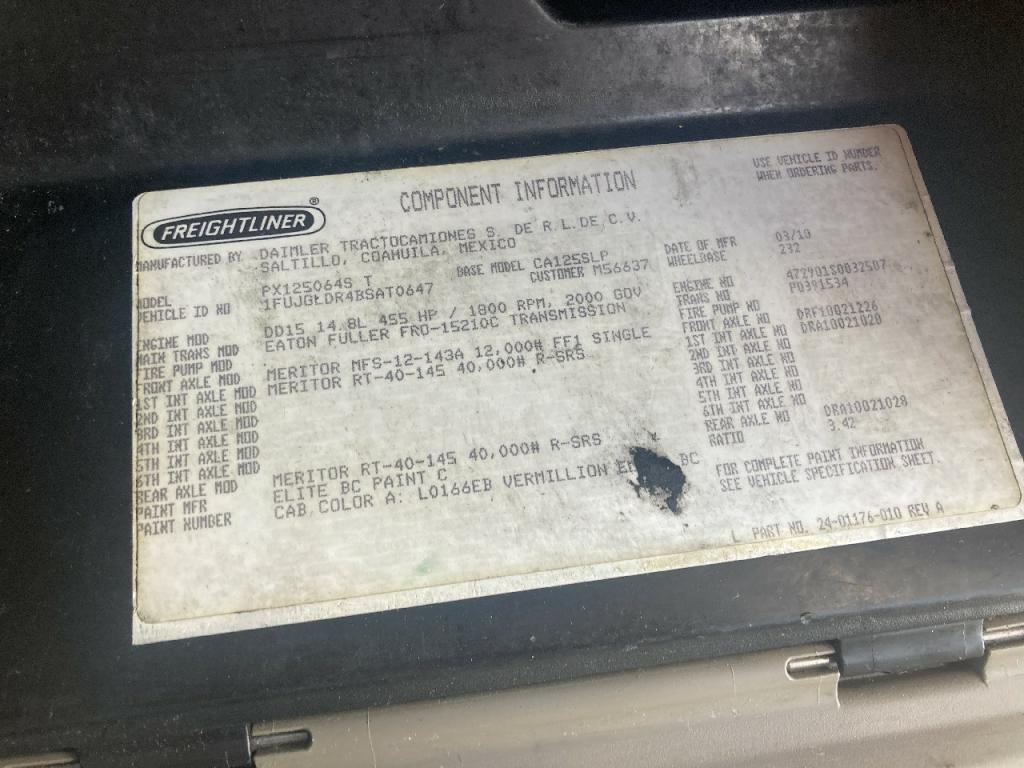 FREIGHTLINER ®
COMPONENT INFORMATION
USE VEHICLE ID NUMBER
WHEN ORDERING PARTS.
MANUFACTURED BY DAIMLER TRACTOCAMIONES S. DE R.L.DE C.V.
SALTILLO, COAHUILA, MEXICO
DATE OF MFR 03/10
MODEL PX125064S T BASE MODEL CA125SLP WHEELBASE 232
VEHICLE ID NO 1FUJGLDR4BSAT0647 CUSTOMER M56637
ENGINE MOD DD15 14.8L 455 HP / 1800 RPM, 2000 GOV ENGINE NO 472901S0032507
MAIN TRANS MOD EATON FULLER FRO-15210C TRANSMISSION TRANS NO P0391534
FIRE PUMP MOD FIRE PUMP NO
FRONT AXLE MOD MERITOR MFS-12-143A 12,000# FF1 SINGLE FRONT AXLE NO DRF10021226
1ST INT AXLE MOD MERITOR RT-40-145 40,000# R-SRS 1ST INT AXLE NO DRA10021020
2ND INT AXLE MOD 2ND INT AXLE NO
3RD INT AXLE MOD 3RD INT AXLE NO
4TH INT AXLE MOD 4TH INT AXLE NO
5TH INT AXLE MOD 5TH INT AXLE NO
6TH INT AXLE MOD 6TH INT AXLE NO
REAR AXLE MOD MERITOR RT-40-145 40,000# R-SRS REAR AXLE NO DRA10021028
PAINT MFR ELITE BC PAINT C RATIO 3.42
PAINT NUMBER CAB COLOR A: L0166EB VERMILLION BC
FOR COMPLETE PAINT INFORMATION
SEE VEHICLE SPECIFICATION SHEET.
L PART NO. 24-01176-010 REV A